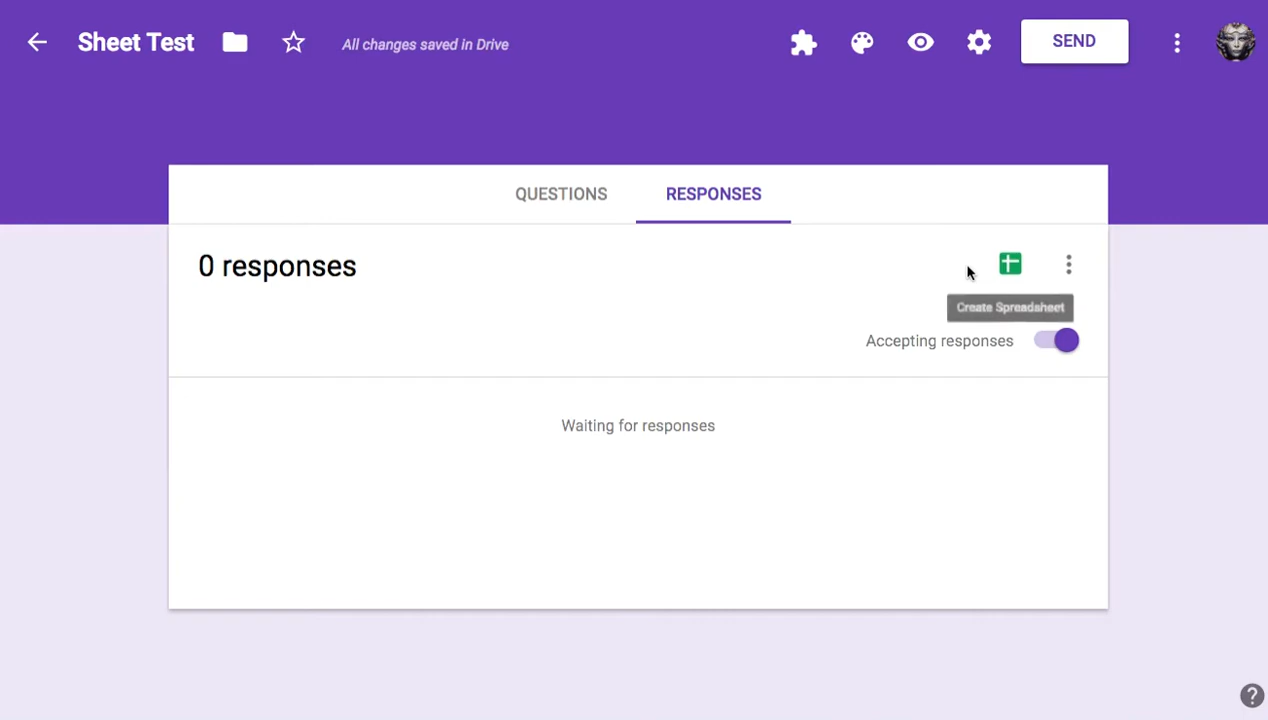 Sheet Test
All changes saved in Drive
SEND
QUESTIONS
RESPONSES
0 responses
Create Spreadsheet
Accepting responses
Waiting for responses